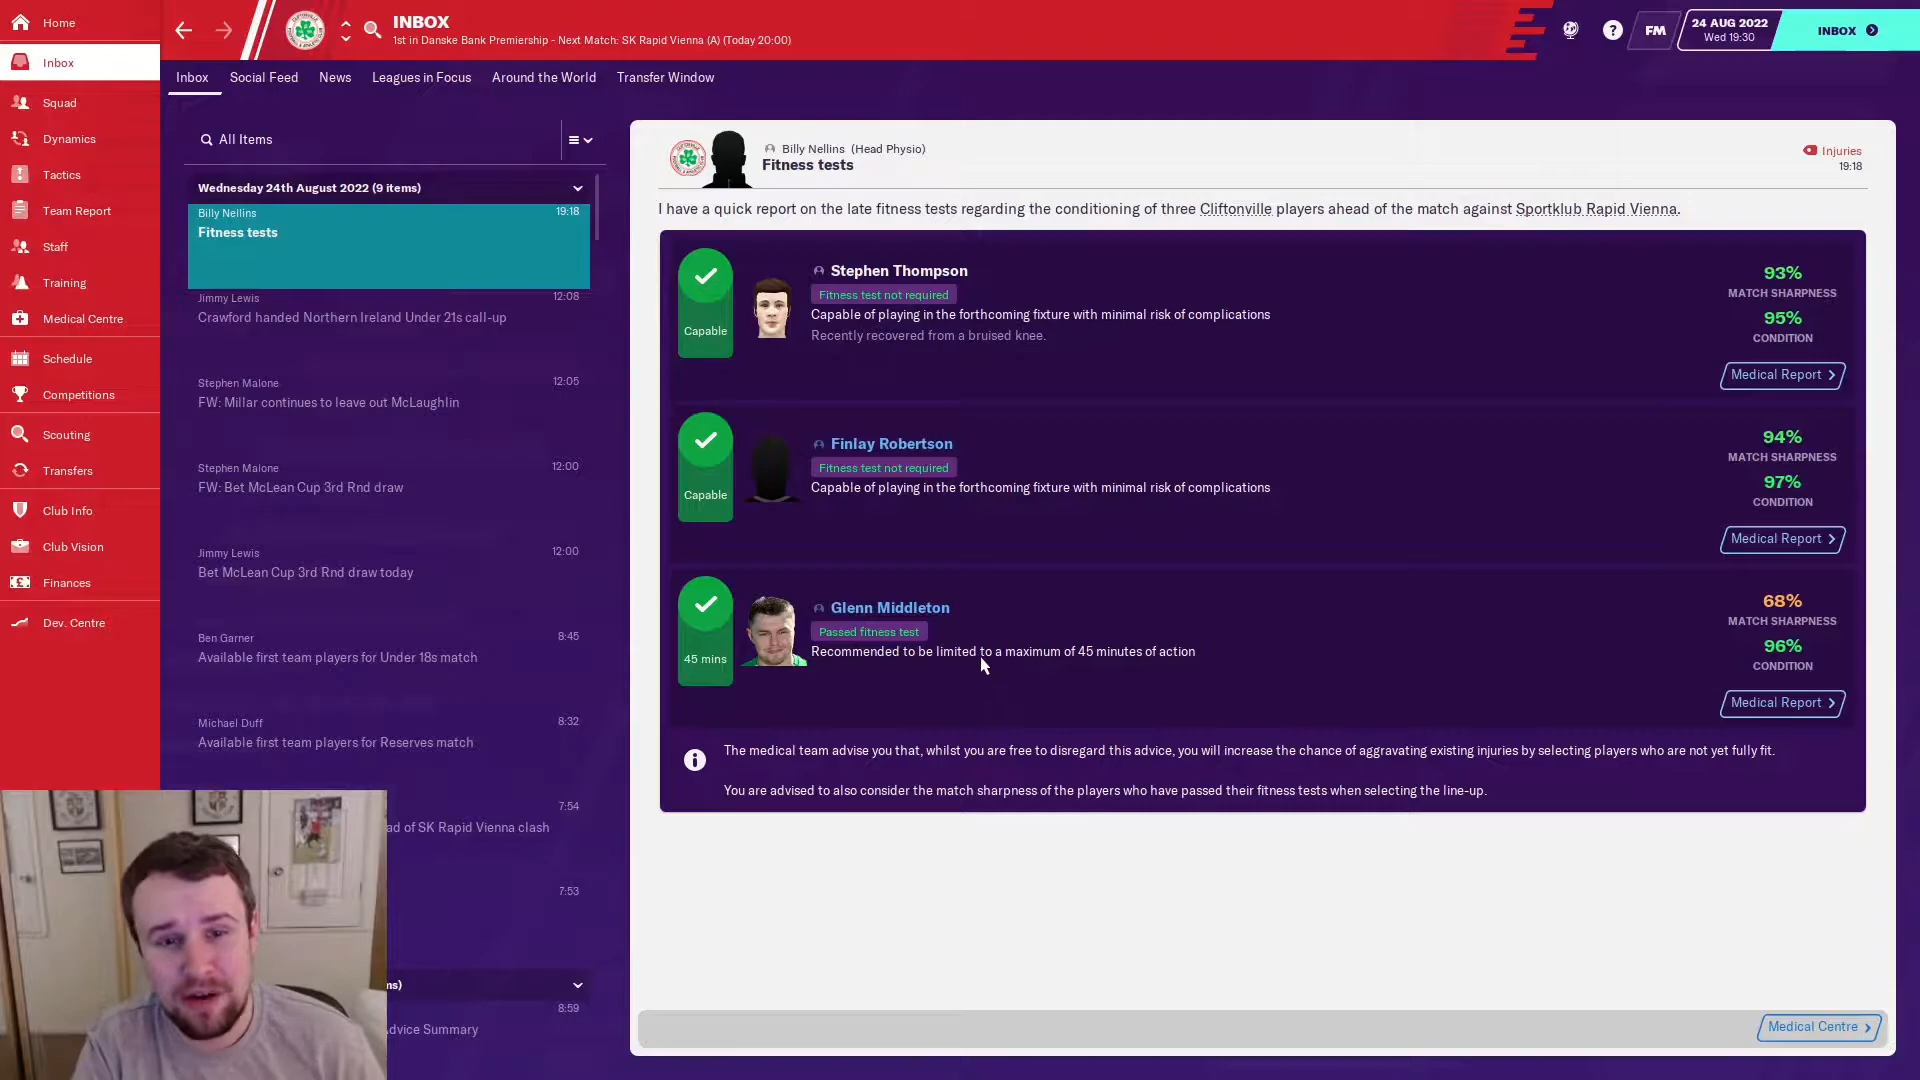 Home
Inbox
Squad
Dynamics
Tactics
Team Report
Staff
Training
Medical Centre
Schedule
Competitions
Scouting
Transfers
Club Info
Club Vision
Finances
Dev. Centre
INBOX
1st in Danske Bank Premiership - Next Match: SK Rapid Vienna (A) (Today 20:00)
FM
24 AUG 2022
Wed 19:30
INBOX
Inbox
Social Feed
News
Leagues in Focus
Around the World
Transfer Window
All Items
Wednesday 24th August 2022 (9 items)
Billy Nellins 19:18
Fitness tests
Jimmy Lewis 12:08
Crawford handed Northern Ireland Under 21s call-up
Stephen Malone 12:05
FW: Millar continues to leave out McLaughlin
Stephen Malone 12:00
FW: Bet McLean Cup 3rd Rnd draw
Jimmy Lewis 12:00
Bet McLean Cup 3rd Rnd draw today
Ben Garner 8:45
Available first team players for Under 18s match
Michael Duff 8:32
Available first team players for Reserves match
7:54
ad of SK Rapid Vienna clash
7:53
ms)
8:59
Advice Summary
Billy Nellins (Head Physio)
Fitness tests
Injuries
19:18
I have a quick report on the late fitness tests regarding the conditioning of three Cliftonville players ahead of the match against Sportklub Rapid Vienna.
Capable
Stephen Thompson
Fitness test not required
Capable of playing in the forthcoming fixture with minimal risk of complications
Recently recovered from a bruised knee.
93%
MATCH SHARPNESS
95%
CONDITION
Medical Report
Capable
Finlay Robertson
Fitness test not required
Capable of playing in the forthcoming fixture with minimal risk of complications
94%
MATCH SHARPNESS
97%
CONDITION
Medical Report
45 mins
Glenn Middleton
Passed fitness test
Recommended to be limited to a maximum of 45 minutes of action
68%
MATCH SHARPNESS
96%
CONDITION
Medical Report
The medical team advise you that, whilst you are free to disregard this advice, you will increase the chance of aggravating existing injuries by selecting players who are not yet fully fit.
You are advised to also consider the match sharpness of the players who have passed their fitness tests when selecting the line-up.
Medical Centre